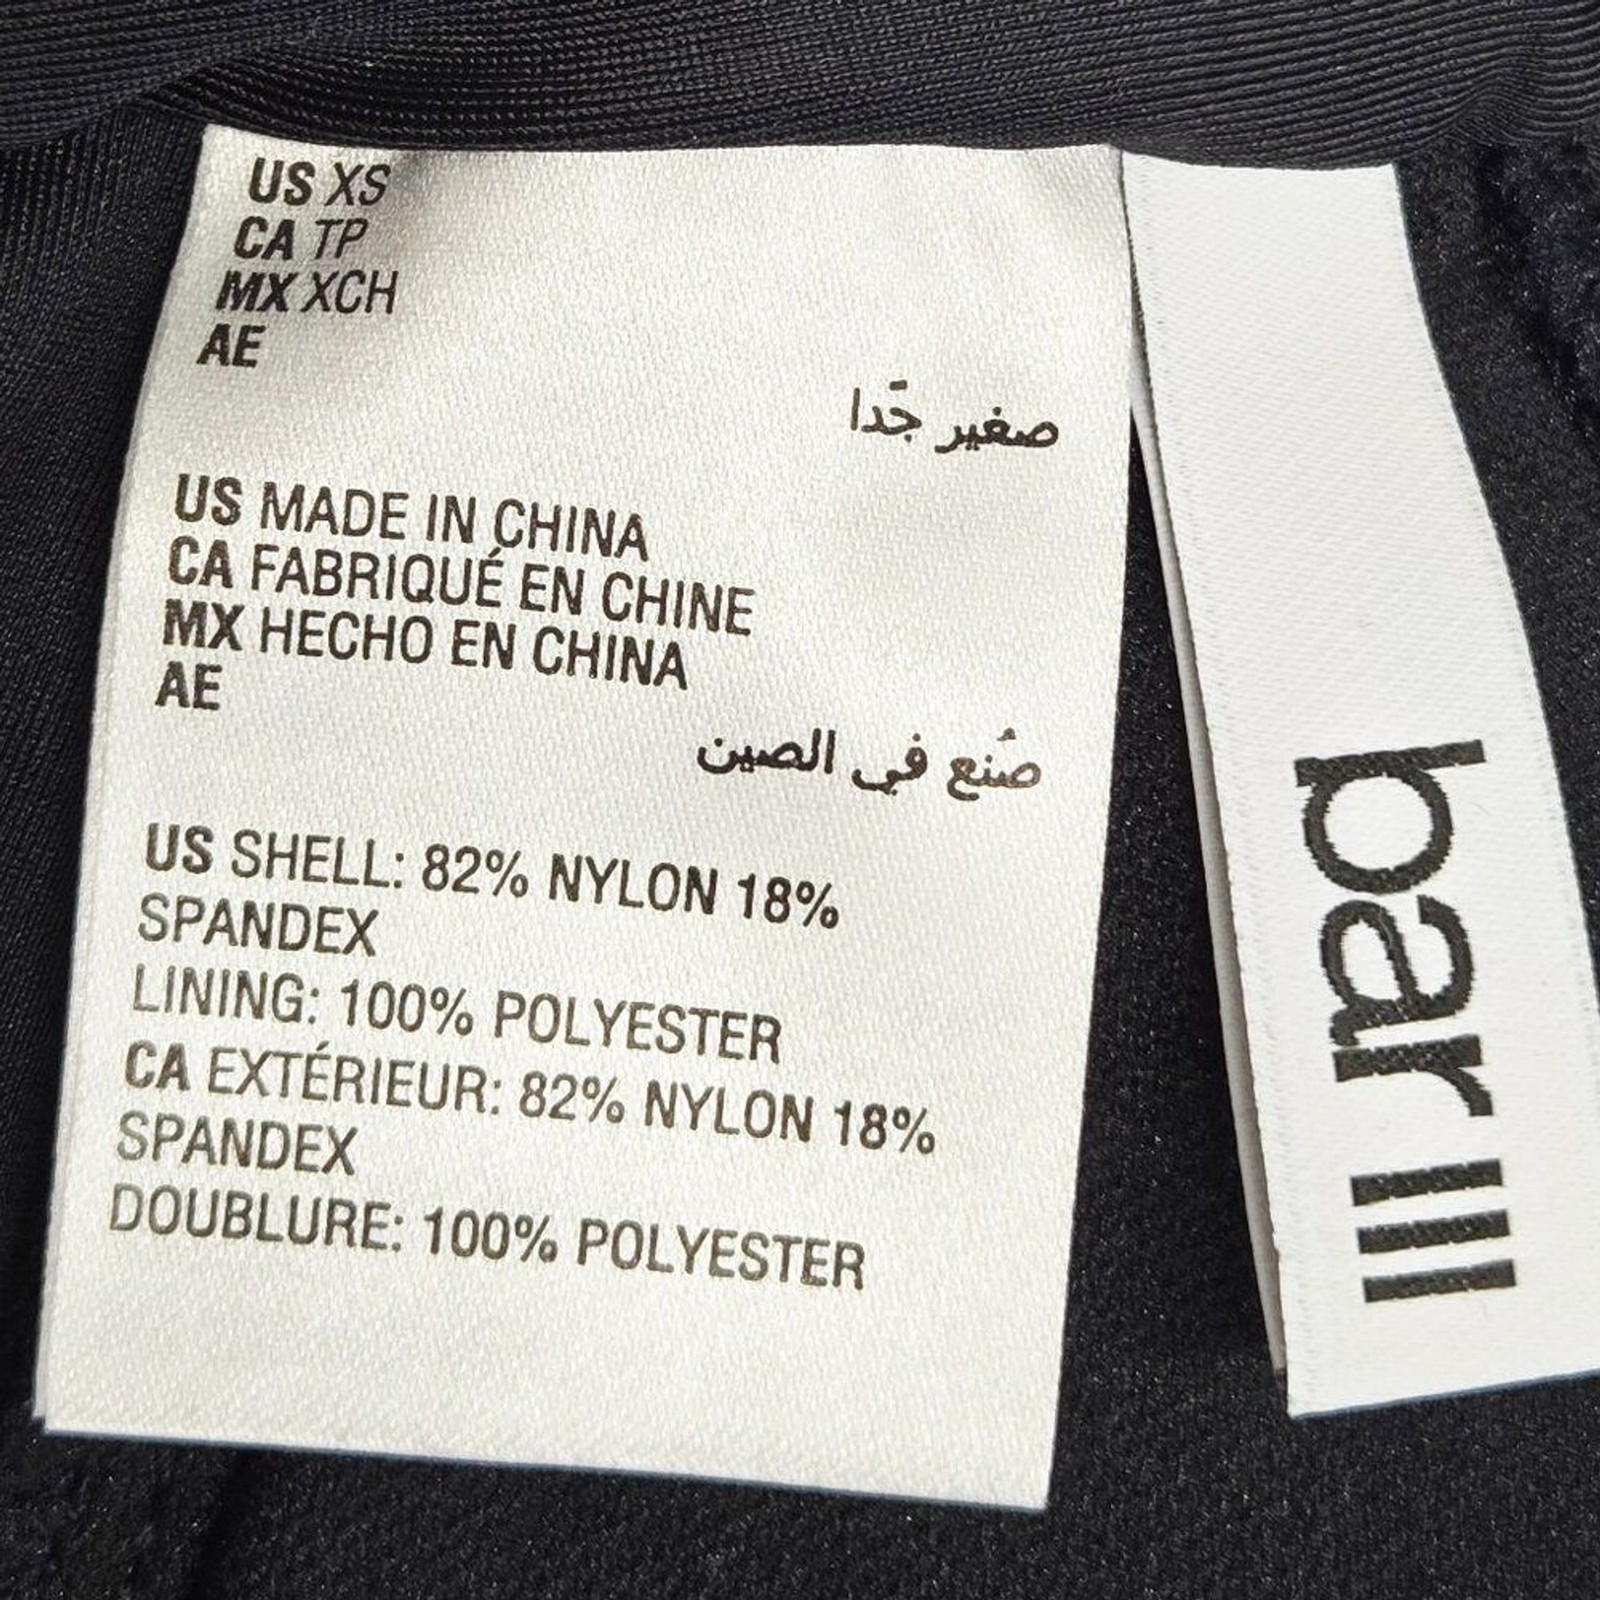 US XS
CA TP
MX XCH
AE
صغير جّدا
US MADE IN CHINA
CA FABRIQUÉ EN CHINE
MX HECHO EN CHINA
AE
صُنع في الصين
US SHELL: 82% NYLON 18%
SPANDEX
LINING: 100% POLYESTER
CA EXTÉRIEUR: 82% NYLON 18%
SPANDEX
DOUBLURE: 100% POLYESTER
bar III